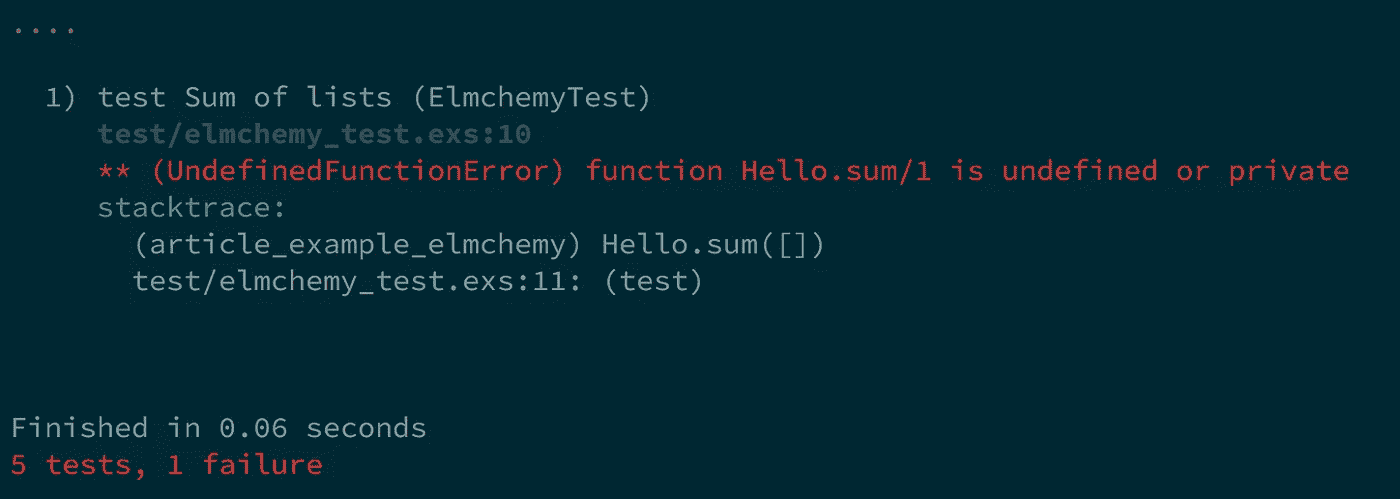 ....
1) test Sum of lists (ElmchemyTest)
test/elmchemy_test.exs:10
** (UndefinedFunctionError) function Hello.sum/1 is undefined or private
stacktrace:
(article_example_elmchemy) Hello.sum([])
test/elmchemy_test.exs:11: (test)
Finished in 0.06 seconds
5 tests, 1 failure